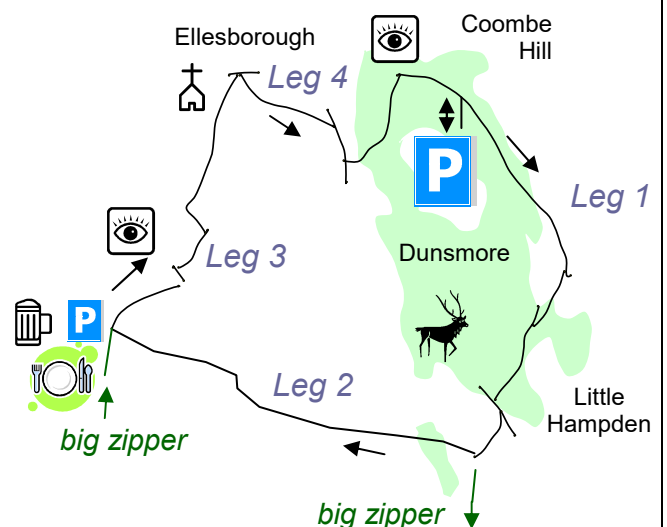 Ellesborough
Coombe
Hill
Leg 4
P
Leg 1
Dunsmore
Leg 3
P
Leg 2
Little
Hampden
big zipper
big zipper